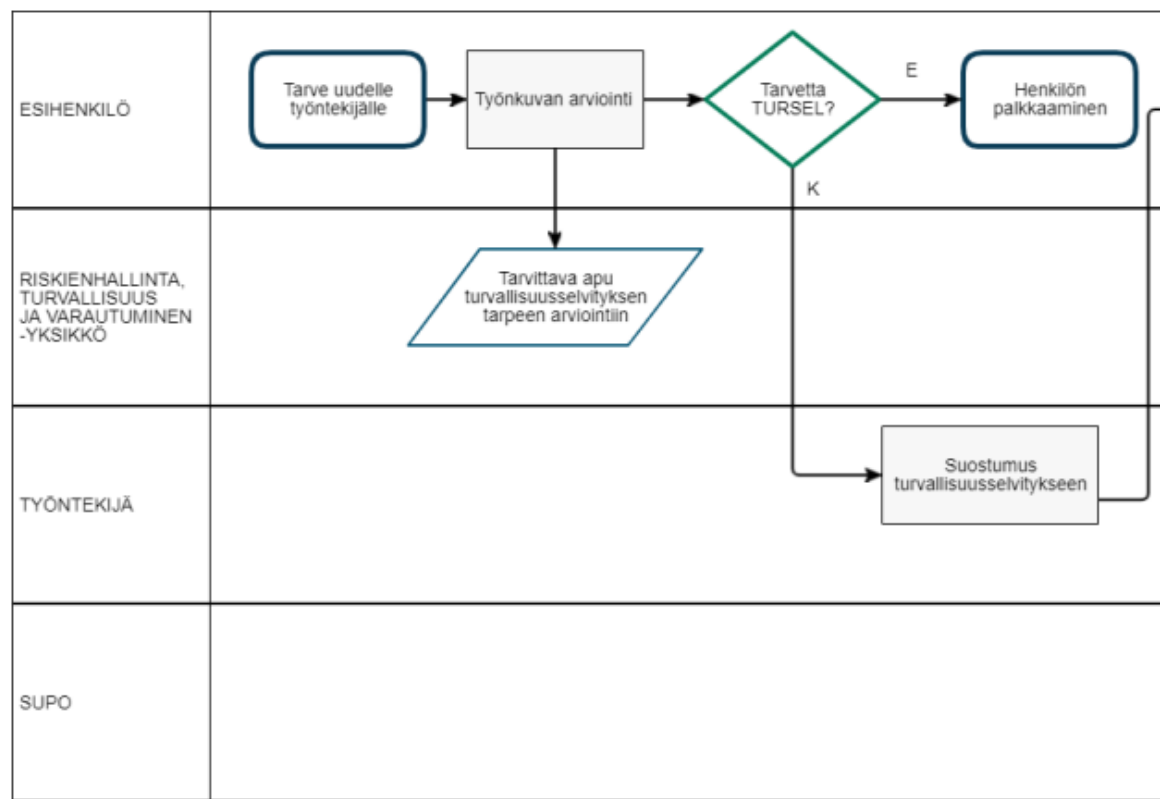 ESIHENKILÖ
Tarve uudelle
työntekijälle
Työnkuvan arviointi
Tarvetta
TURSEL?
E
Henkilön
palkkaaminen
K
RISKIENHALLINTA,
TURVALLISUUS
JA VARAUTUMINEN
-YKSIKKÖ
Tarvittava apu
turvallisuusselvityksen
tarpeen arviointiin
TYÖNTEKIJÄ
Suostumus
turvallisuusselvitykseen
SUPO